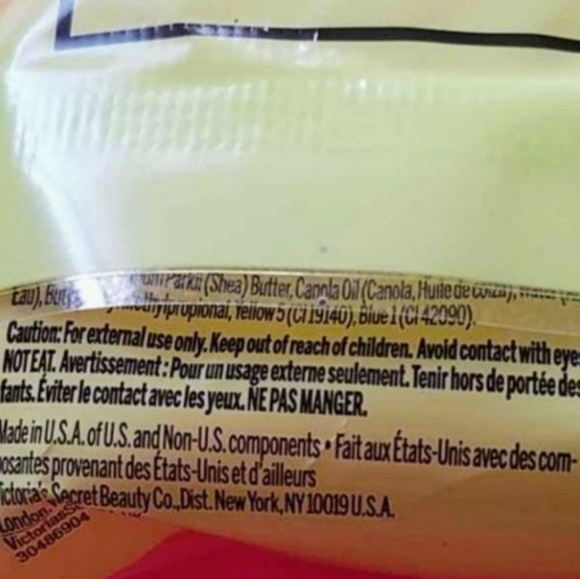 Parkii (Shea) Butter, Canola Oil (Canola, Huile de
Eau),
Yellow 5 (CI 19140), Blue 1 (CI 42090).
Caution: For external use only. Keep out of reach of children. Avoid contact with eyes
NOT EAT. Avertissement : Pour un usage externe seulement. Tenir hors de portée des
fants. Éviter le contact avec les yeux. NE PAS MANGER.
Made in U.S.A. of U.S. and Non-U.S. components • Fait aux États-Unis avec des com-
osantes provenant des États-Unis et d'ailleurs
ictoria's Secret Beauty Co., Dist. New York, NY 10019 U.S.A.
London,
30486904